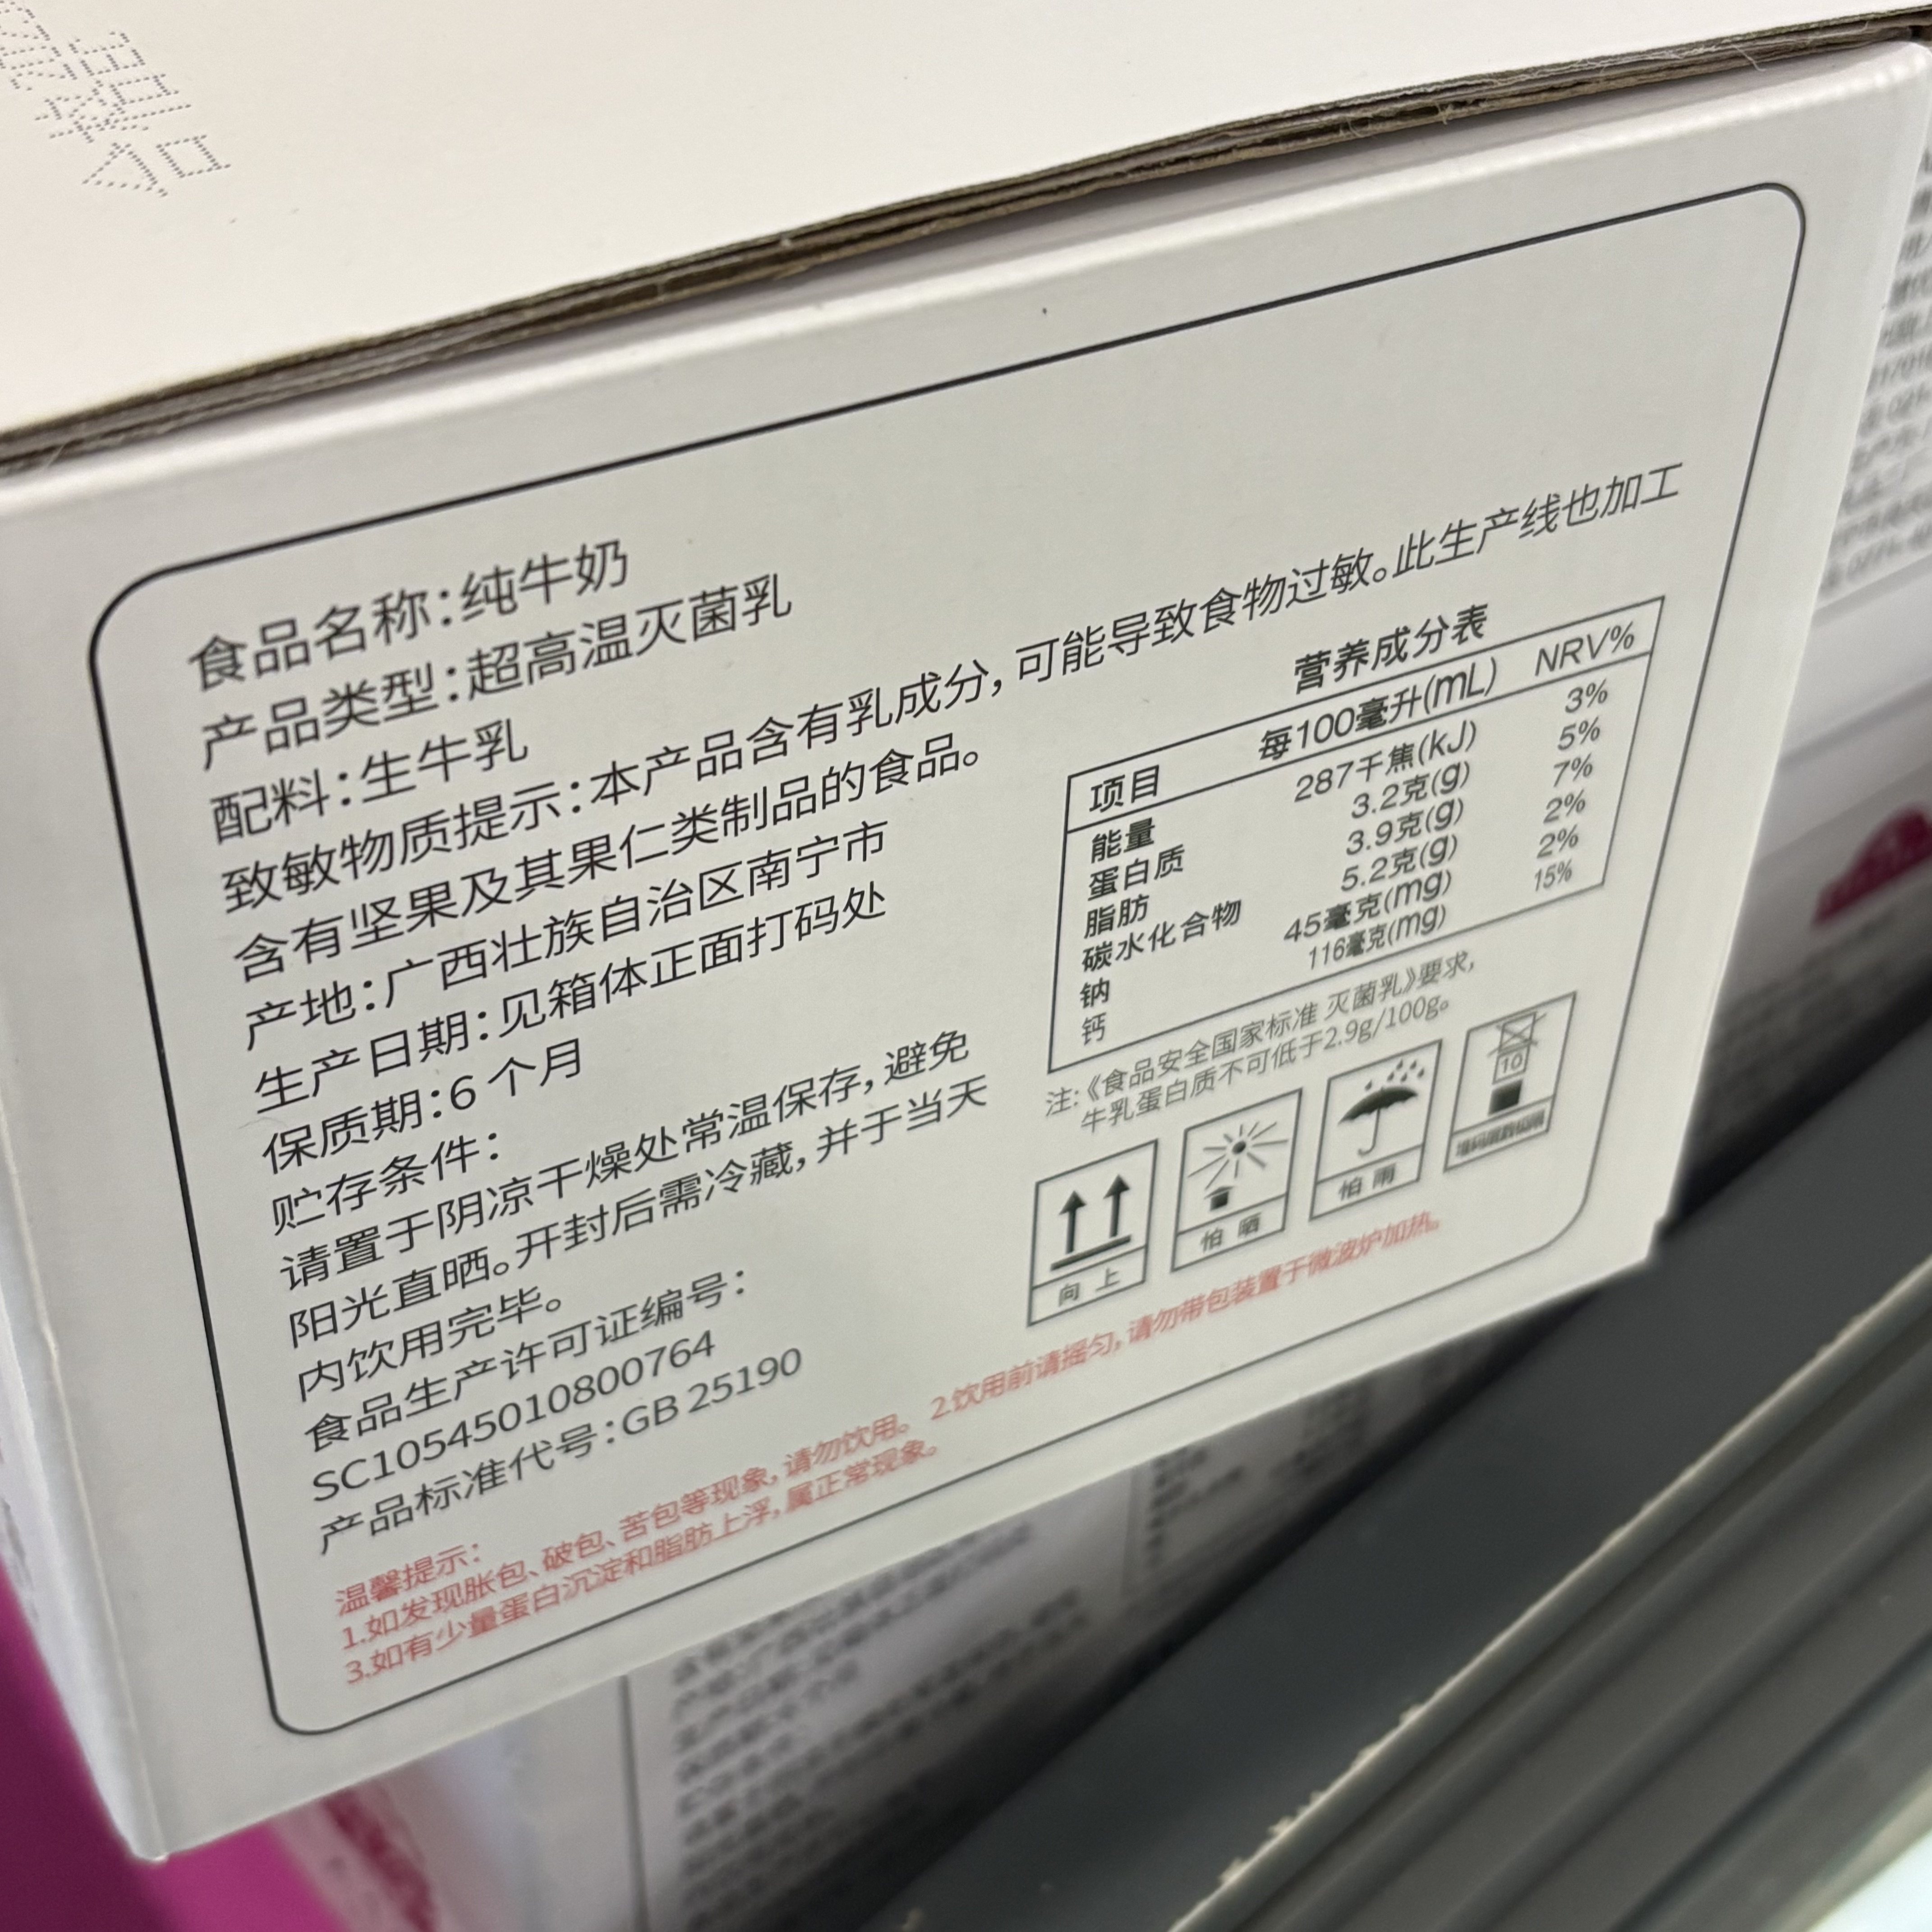 食品名称：纯牛奶
产品类型：超高温灭菌乳
配料：生牛乳
致敏物质提示：本产品含有乳成分，可能导致食物过敏。此生产线也加工
含有坚果及其果仁类制品的食品。
产地：广西壮族自治区南宁市
生产日期：见箱体正面打码处
保质期：6 个月
贮存条件：
请置于阴凉干燥处常温保存，避免
阳光直晒。开封后需冷藏，并于当天
内饮用完毕。
食品生产许可证编号：
SC10545010800764
产品标准代号：GB 25190
营养成分表
项目 每100毫升(mL) NRV%
能量 287千焦(kJ) 3%
蛋白质 3.2克(g) 5%
脂肪 3.9克(g) 7%
碳水化合物 5.2克(g) 2%
钠 45毫克(mg) 2%
钙 116毫克(mg) 15%
注：《食品安全国家标准 灭菌乳》要求，
牛乳蛋白质不可低于2.9g/100g。
向上
怕晒
怕雨
10
温馨提示：
1.如发现胀包、破包、苦包等现象，请勿饮用。 2.饮用前请摇匀，请勿带包装置于微波炉加热。
3.如有少量蛋白沉淀和脂肪上浮，属正常现象。